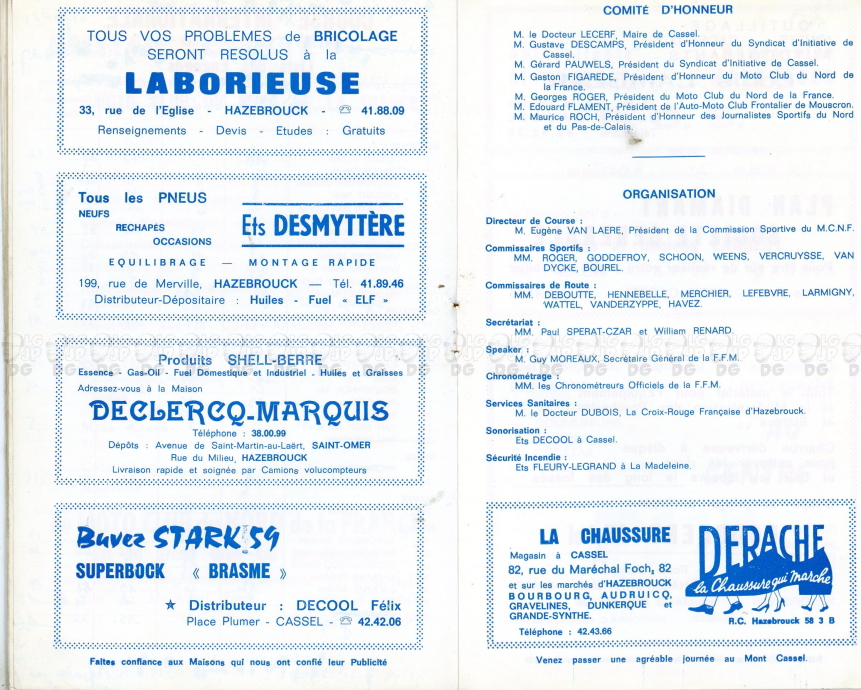 TOUS VOS PROBLEMES de BRICOLAGE
SERONT RESOLUS à la
LABORIEUSE
33, rue de l'Eglise - HAZEBROUCK - ☏ 41.88.09
Renseignements - Devis - Etudes : Gratuits
Tous les PNEUS
NEUFS
RECHAPES
OCCASIONS
Ets DESMYTTÈRE
EQUILIBRAGE — MONTAGE RAPIDE
199, rue de Merville, HAZEBROUCK — Tél. 41.89.46
Distributeur-Dépositaire : Huiles - Fuel « ELF »
Produits SHELL-BERRE
Essence - Gas-Oil - Fuel Domestique et Industriel - Huiles et Graisses
Adressez-vous à la Maison
DECLERCQ-MARQUIS
Téléphone : 38.00.99
Dépôts : Avenue de Saint-Martin-au-Laërt, SAINT-OMER
Rue du Milieu, HAZEBROUCK
Livraison rapide et soignée par Camions volucompteurs
Buvez STARK 59
SUPERBOCK « BRASME »
★ Distributeur : DECOOL Félix
Place Plumer - CASSEL - ☏ 42.42.06
Faites confiance aux Maisons qui nous ont confié leur Publicité
COMITÉ D'HONNEUR
M. le Docteur LECERF, Maire de Cassel.
M. Gustave DESCAMPS, Président d'Honneur du Syndicat d'Initiative de
Cassel.
M. Gérard PAUWELS, Président du Syndicat d'Initiative de Cassel.
M. Gaston FIGAREDE, Président d'Honneur du Moto Club du Nord de
la France.
M. Georges ROGER, Président du Moto Club du Nord de la France.
M. Edouard FLAMENT, Président de l'Auto-Moto Club Frontalier de Mouscron.
M. Maurice ROCH, Président d'Honneur des Journalistes Sportifs du Nord
et du Pas-de-Calais.
ORGANISATION
Directeur de Course :
M. Eugène VAN LAERE, Président de la Commission Sportive du M.C.N.F.
Commissaires Sportifs :
MM. ROGER, GODDEFROY, SCHOON, WEENS, VERCRUYSSE, VAN
DYCKE, BOUREL.
Commissaires de Route :
MM. DEBOUTTE, HENNEBELLE, MERCHIER, LEFEBVRE, LARMIGNY,
WATTEL, VANDERZYPPE, HAVEZ.
Secrétariat :
MM. Paul SPERAT-CZAR et William RENARD.
Speaker :
M. Guy MOREAUX, Secrétaire Général de la F.F.M.
Chronométrage :
MM. les Chronométreurs Officiels de la F.F.M.
Services Sanitaires :
M. le Docteur DUBOIS, La Croix-Rouge Française d'Hazebrouck.
Sonorisation :
Ets DECOOL à Cassel.
Sécurité Incendie :
Ets FLEURY-LEGRAND à La Madeleine.
LA CHAUSSURE
Magasin à CASSEL
82, rue du Maréchal Foch, 82
et sur les marchés d'HAZEBROUCK
BOURBOURG, AUDRUICQ,
GRAVELINES, DUNKERQUE et
GRANDE-SYNTHE.
Téléphone : 42.43.66
DERACHE
la Chaussure qui marche
R.C. Hazebrouck 58 3 B
Venez passer une agréable journée au Mont Cassel.